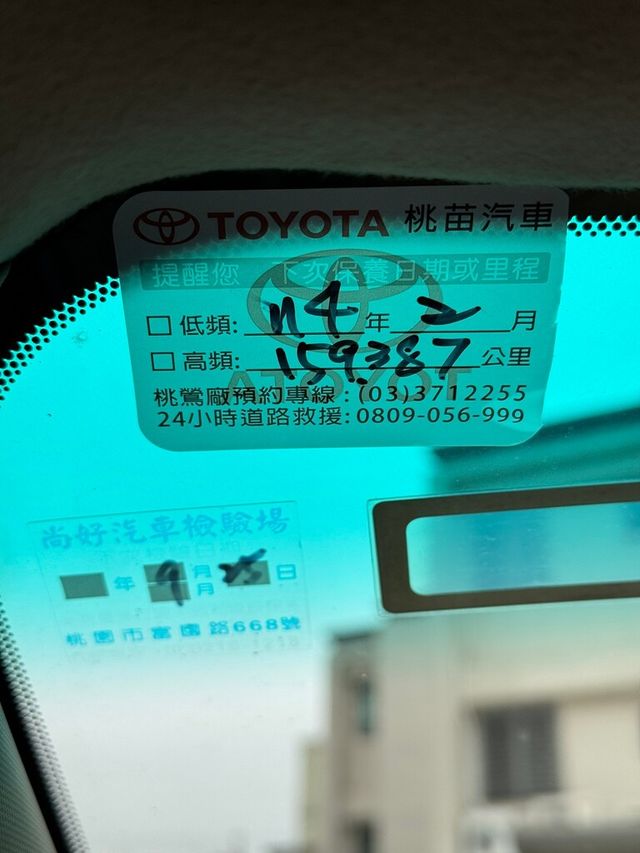 TOYOTA 桃苗汽車
提醒您 下次保養日期或里程
□ 低頻: 114 年 2 月
□ 高頻: 159387 公里
桃鶯廠預約專線:(03)3712255
24小時道路救援:0809-056-999
尚好汽車檢驗場
年 9 月 月 25 日
桃園市富國路668號